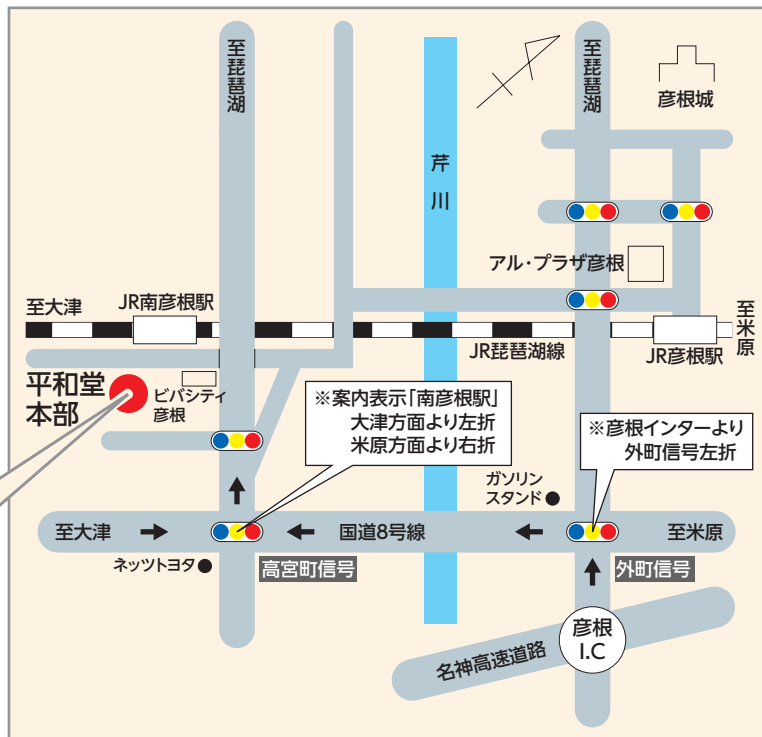 至琵琶湖
至琵琶湖
彦根城
芹川
アル・プラザ彦根
至大津
JR南彦根駅
至米原
JR琵琶湖線
JR彦根駅
平和堂
本部
ビバシティ
彦根
※案内表示「南彦根駅」
大津方面より左折
米原方面より右折
※彦根インターより
外町信号左折
ガソリン
スタンド
至大津
国道8号線
至米原
ネッツトヨタ
高宮町信号
外町信号
彦根
I.C
名神高速道路